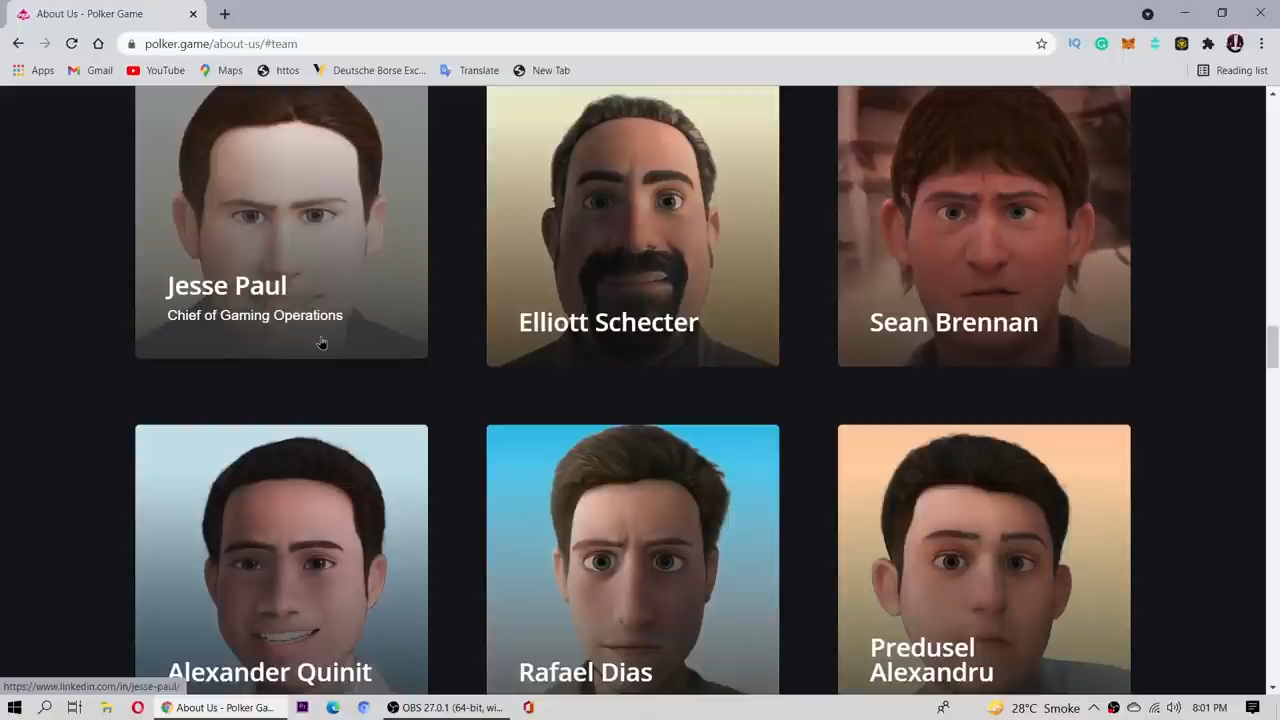 About Us - Polker Game
polker.game/about-us/#team
Apps
Gmail
YouTube
Maps
httos
Deutsche Borse Exc...
Translate
New Tab
Reading list
Jesse Paul
Chief of Gaming Operations
Elliott Schecter
Sean Brennan
Alexander Quinit
Rafael Dias
Predusel
Alexandru
https://www.linkedin.com/in/jesse-paul/
About Us - Polker Ga...
OBS 27.0.1 (64-bit, wi...
28°C Smoke
8:01 PM